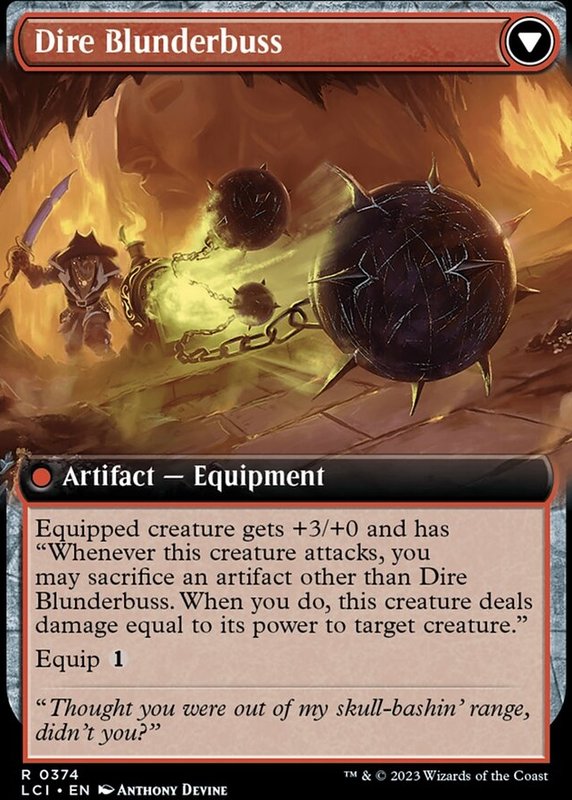 Dire Blunderbuss
Artifact — Equipment
Equipped creature gets +3/+0 and has
“Whenever this creature attacks, you
may sacrifice an artifact other than Dire
Blunderbuss. When you do, this creature deals
damage equal to its power to target creature.”
Equip 1
“Thought you were out of my skull-bashin’ range,
didn’t you?”
R 0374
™ & © 2023 Wizards of the Coast
LCI • EN Anthony Devine